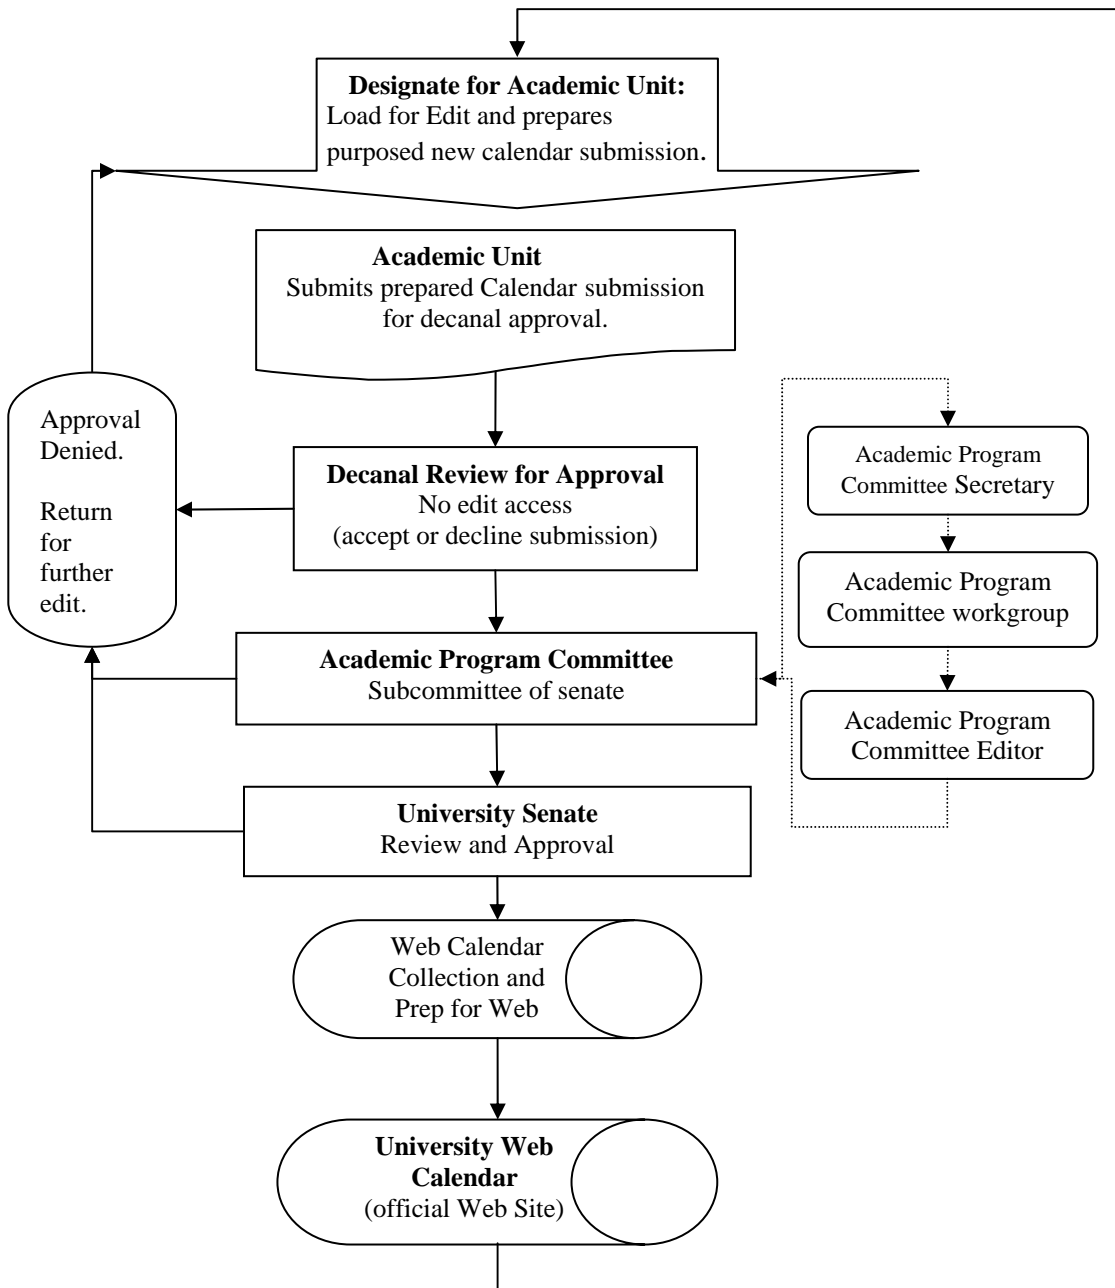 Designate for Academic Unit:
Load for Edit and prepares
purposed new calendar submission.
Academic Unit
Submits prepared Calendar submission
for decanal approval.
Approval
Denied.
Return
for
further
edit.
Decanal Review for Approval
No edit access
(accept or decline submission)
Academic Program
Committee Secretary
Academic Program
Committee workgroup
Academic Program
Committee Editor
Academic Program Committee
Subcommittee of senate
University Senate
Review and Approval
Web Calendar
Collection and
Prep for Web
University Web
Calendar
(official Web Site)